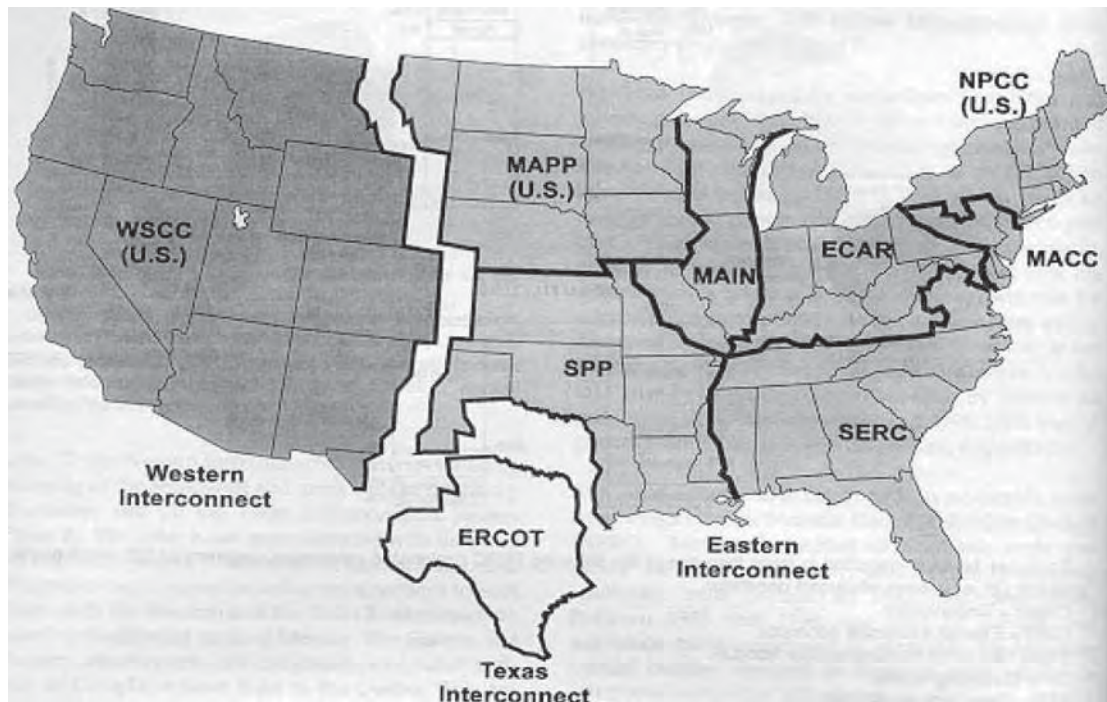 NPCC
(U.S.)
MAPP
(U.S.)
WSCC
(U.S.)
ECAR
MACC
MAIN
SPP
SERC
Western
Interconnect
ERCOT
Eastern
Interconnect
Texas
Interconnect